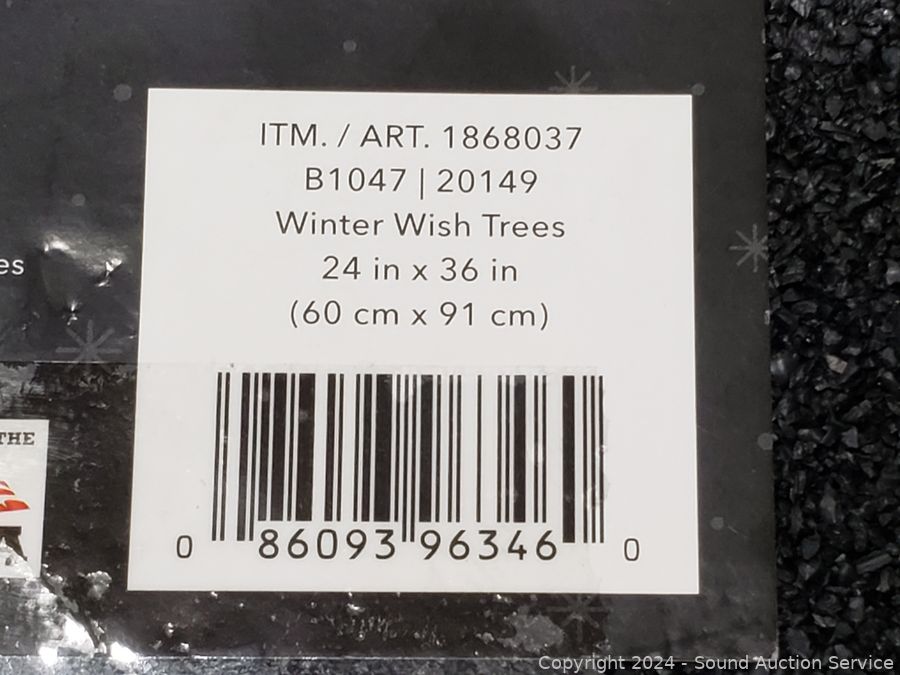 ITM. / ART. 1868037
B1047 | 20149
Winter Wish Trees
24 in x 36 in
(60 cm x 91 cm)
es
THE
0 86093 96346 0
Copyright 2024 - Sound Auction Service